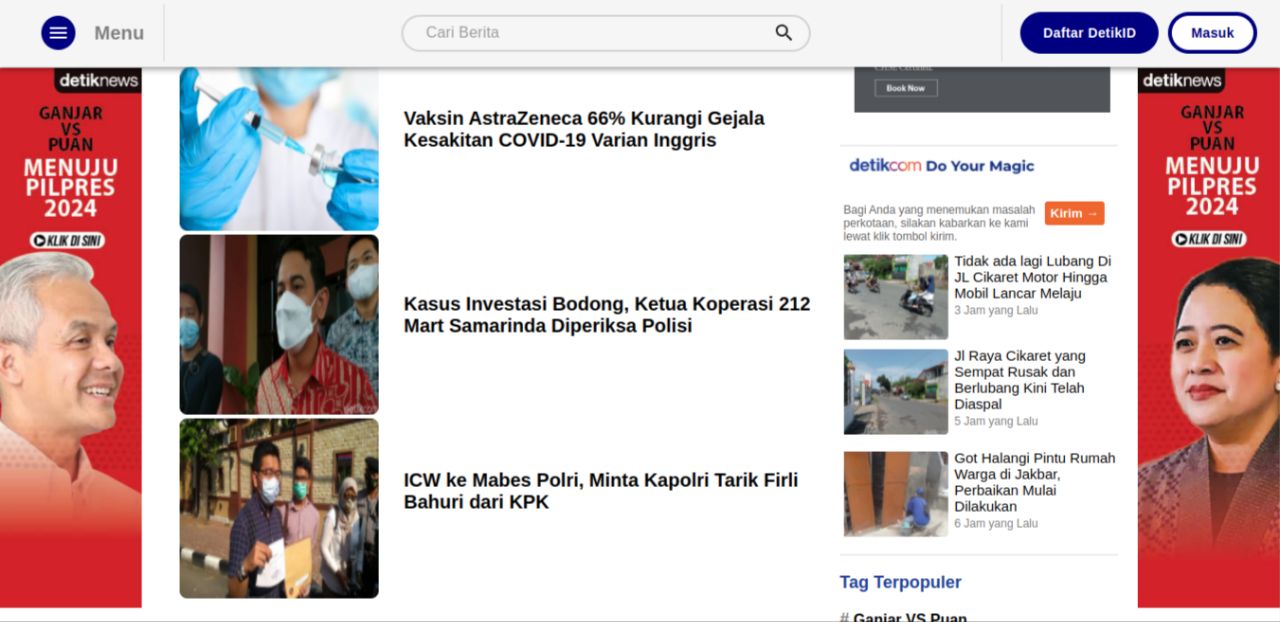 Menu
Cari Berita
Daftar DetikID
Masuk
detiknews
GANJAR
VS
PUAN
MENUJU
PILPRES
2024
KLIK DI SINI
Vaksin AstraZeneca 66% Kurangi Gejala
Kesakitan COVID-19 Varian Inggris
Kasus Investasi Bodong, Ketua Koperasi 212
Mart Samarinda Diperiksa Polisi
ICW ke Mabes Polri, Minta Kapolri Tarik Firli
Bahuri dari KPK
Book Now
detikcom Do Your Magic
Bagi Anda yang menemukan masalah
perkotaan, silakan kabarkan ke kami
lewat klik tombol kirim.
Kirim →
Tidak ada lagi Lubang Di
JL Cikaret Motor Hingga
Mobil Lancar Melaju
3 Jam yang Lalu
Jl Raya Cikaret yang
Sempat Rusak dan
Berlubang Kini Telah
Diaspal
5 Jam yang Lalu
Got Halangi Pintu Rumah
Warga di Jakbar,
Perbaikan Mulai
Dilakukan
6 Jam yang Lalu
Tag Terpopuler
# Ganjar VS Puan
detiknews
GANJAR
VS
PUAN
MENUJU
PILPRES
2024
KLIK DI SINI